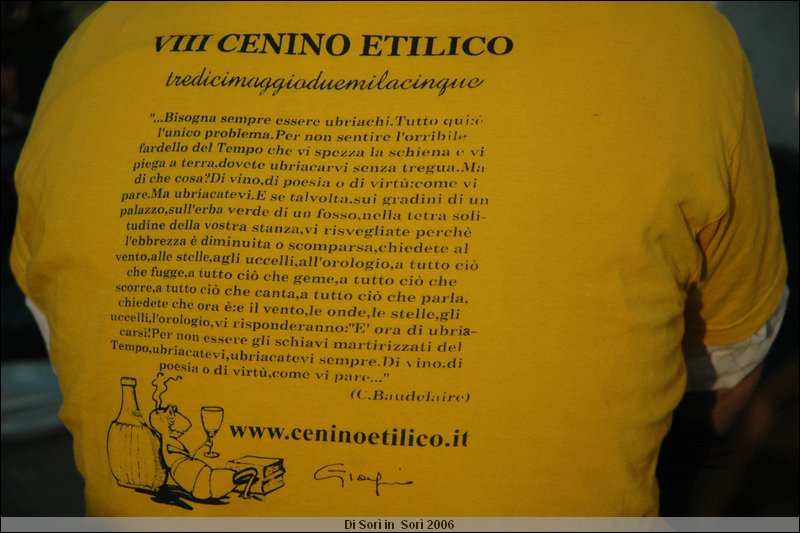 VIII CENINO ETILICO
tredicimaggioduemilacinque
"...Bisogna sempre essere ubriachi.Tutto qui:è
l'unico problema.Per non sentire l'orribile
fardello del Tempo che vi spezza la schiena e vi
piega a terra,dovete ubriacarvi senza tregua.Ma
di che cosa?Di vino,di poesia o di virtù:come vi
pare.Ma ubriacatevi.E se talvolta,sui gradini di un
palazzo,sull'erba verde di un fosso,nella tetra soli-
tudine della vostra stanza,vi risvegliate perchè
l'ebbrezza è diminuita o scomparsa,chiedete al
vento,alle stelle,agli uccelli,all'orologio,a tutto ciò
che fugge,a tutto ciò che geme,a tutto ciò che
scorre,a tutto ciò che canta,a tutto ciò che parla,
chiedete che ora è:e il vento,le onde,le stelle,gli
uccelli,l'orologio,vi risponderanno:"E' ora di ubria-
carsi!Per non essere gli schiavi martirizzati del
Tempo,ubriacatevi,ubriacatevi sempre.Di vino,di
poesia o di virtù,come vi pare..."
(C.Baudelaire)
www.ceninoetilico.it
Di Sorì in Sorì 2006